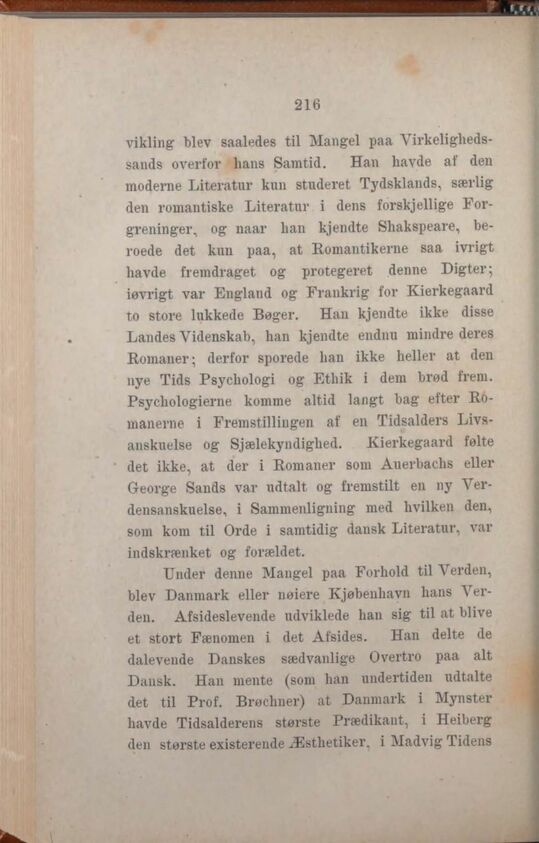 216
vikling blev saaledes til Mangel paa Virkeligheds-
sands overfor hans Samtid. Han havde af den
moderne Literatur kun studeret Tydsklands, særlig
den romantiske Literatur i dens forskjellige For-
greninger, og naar han kjendte Shakspeare, be-
roede det kun paa, at Romantikerne saa ivrigt
havde fremdraget og protegeret denne Digter;
iøvrigt var England og Frankrig for Kierkegaard
to store lukkede Bøger. Han kjendte ikke disse
Landes Videnskab, han kjendte endnu mindre deres
Romaner; derfor sporede han ikke heller at den
nye Tids Psychologi og Ethik i dem brød frem.
Psychologierne komme altid langt bag efter Ro-
manerne i Fremstillingen af en Tidsalders Livs-
anskuelse og Sjælekyndighed. Kierkegaard følte
det ikke, at der i Romaner som Auerbachs eller
George Sands var udtalt og fremstilt en ny Ver-
densanskuelse, i Sammenligning med hvilken den,
som kom til Orde i samtidig dansk Literatur, var
indskrænket og forældet.
Under denne Mangel paa Forhold til Verden,
blev Danmark eller nøiere Kjøbenhavn hans Ver-
den. Afsideslevende udviklede han sig til at blive
et stort Fænomen i det Afsides. Han delte de
dalevende Danskes sædvanlige Overtro paa alt
Dansk. Han mente (som han undertiden udtalte
det til Prof. Brøchner) at Danmark i Mynster
havde Tidsalderens største Prædikant, i Heiberg
den største existerende Æsthetiker, i Madvig Tidens